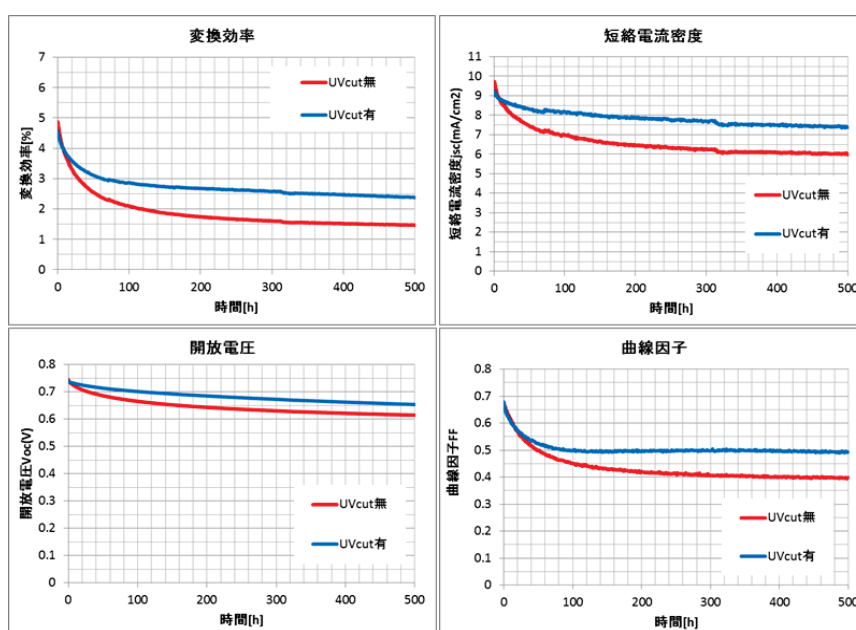 変換効率
変換効率[%]
7
6
5
4
3
2
1
0
UVcut無
UVcut有
0 100 200 300 400 500
時間[h]
短絡電流密度
短絡電流密度jsc(mA/cm2)
11
10
9
8
7
6
5
4
3
2
1
0
UVcut無
UVcut有
0 100 200 300 400 500
時間[h]
開放電圧
開放電圧Voc(V)
0.8
0.7
0.6
0.5
0.4
0.3
0.2
0.1
0
UVcut無
UVcut有
0 100 200 300 400 500
時間[h]
曲線因子
曲線因子FF
0.8
0.7
0.6
0.5
0.4
0.3
0.2
0.1
0
UVcut無
UVcut有
0 100 200 300 400 500
時間[h]